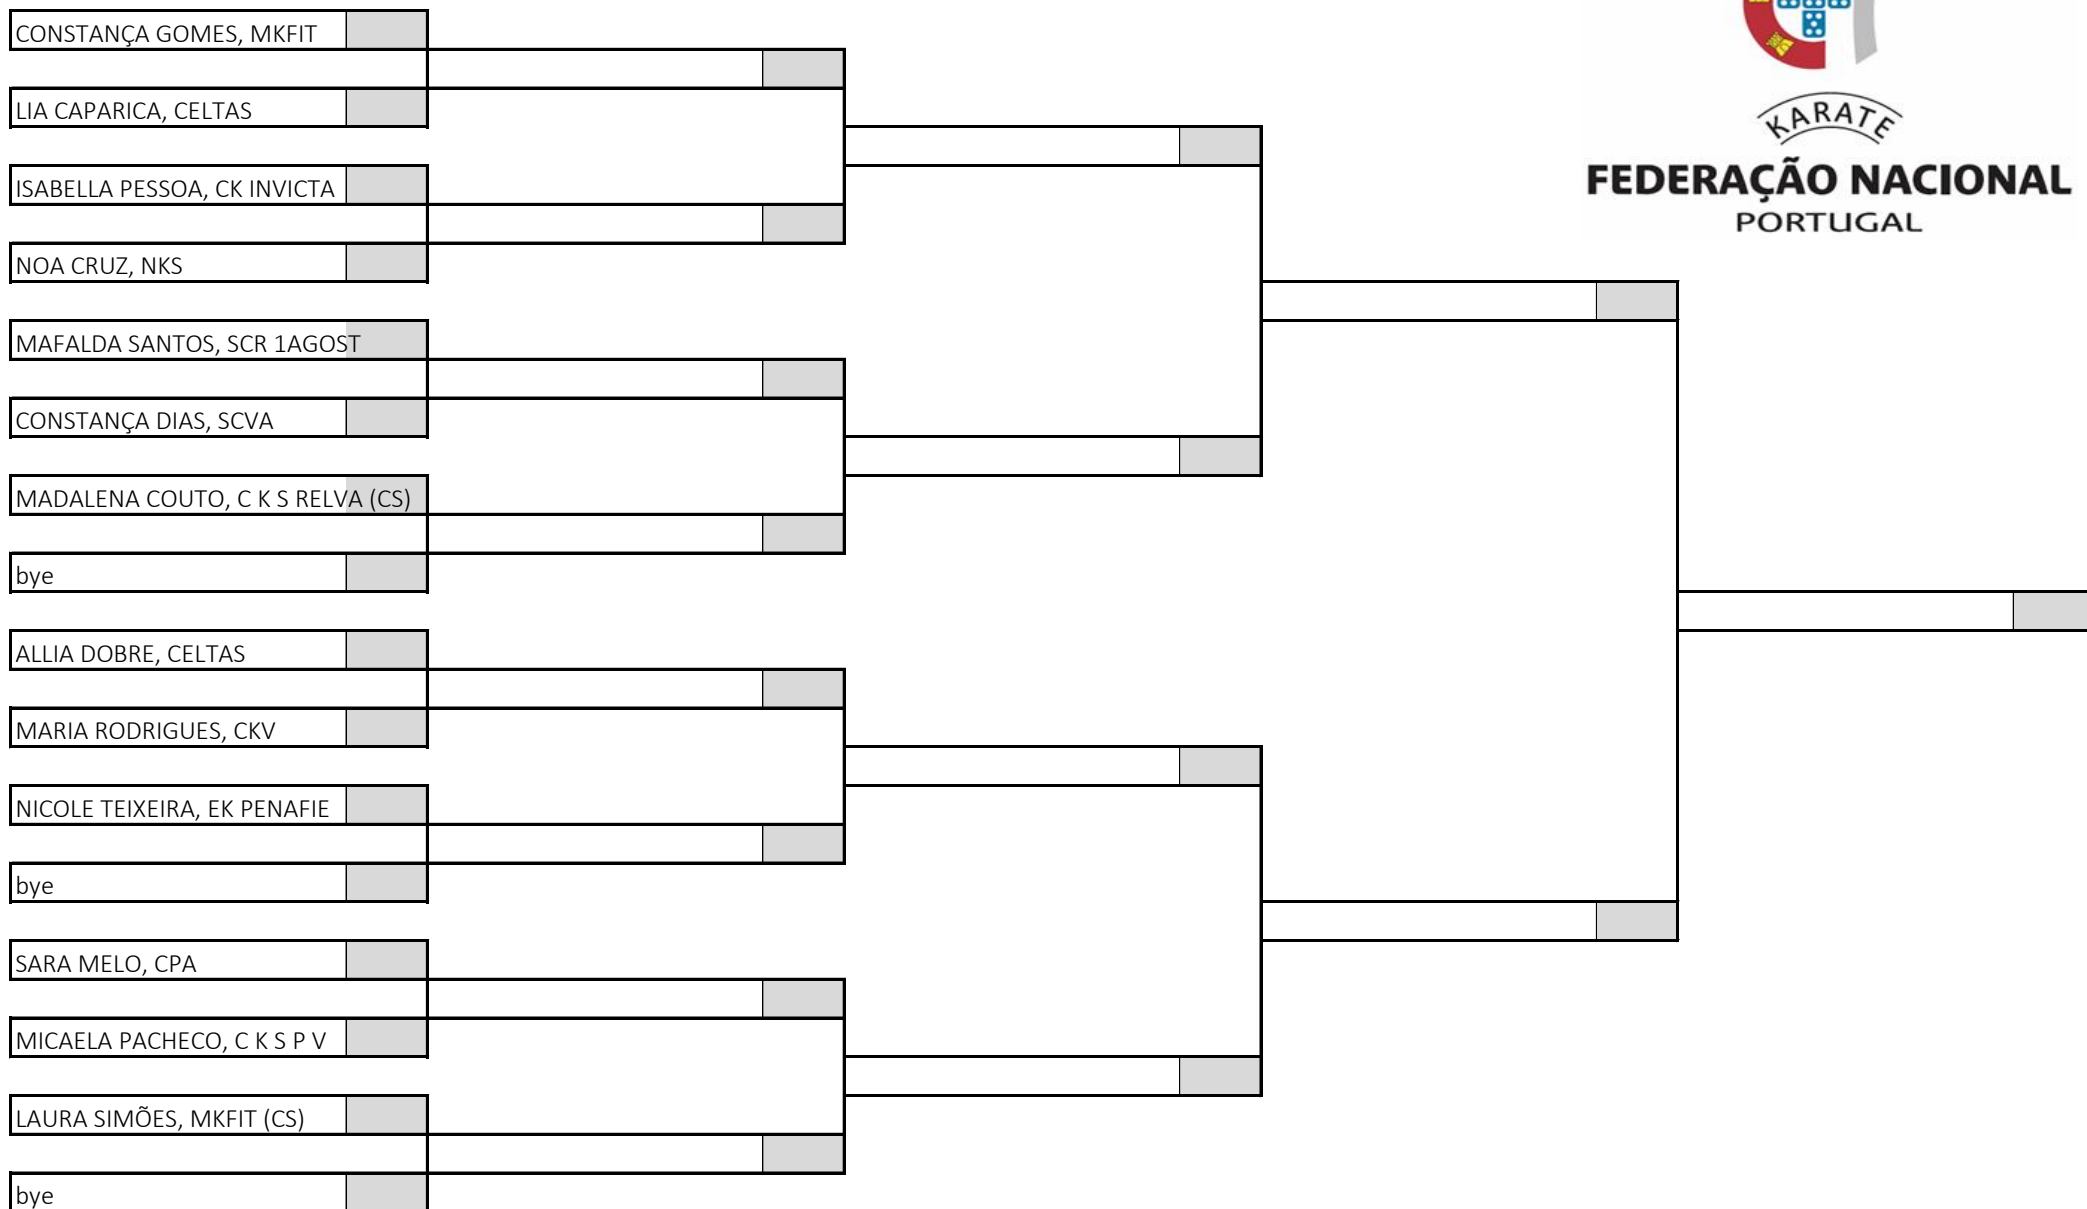 CONSTANÇA GOMES, MKFIT
LIA CAPARICA, CELTAS
ISABELLA PESSOA, CK INVICTA
NOA CRUZ, NKS
MAFALDA SANTOS, SCR 1AGOST
CONSTANÇA DIAS, SCVA
MADALENA COUTO, C K S RELVA (CS)
bye
ALLIA DOBRE, CELTAS
MARIA RODRIGUES, CKV
NICOLE TEIXEIRA, EK PENAFIE
bye
SARA MELO, CPA
MICAELA PACHECO, C K S P V
LAURA SIMÕES, MKFIT (CS)
bye
KARATE
FEDERAÇÃO NACIONAL
PORTUGAL